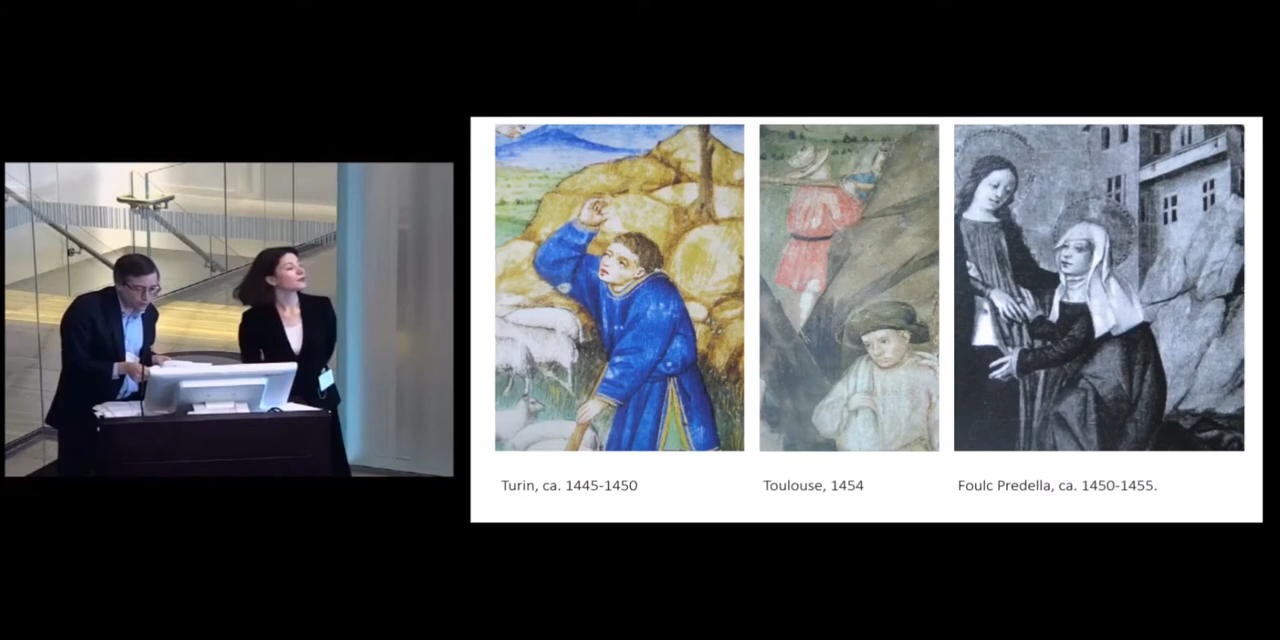 Turin, ca. 1445-1450
Toulouse, 1454
Foulc Predella, ca. 1450-1455.